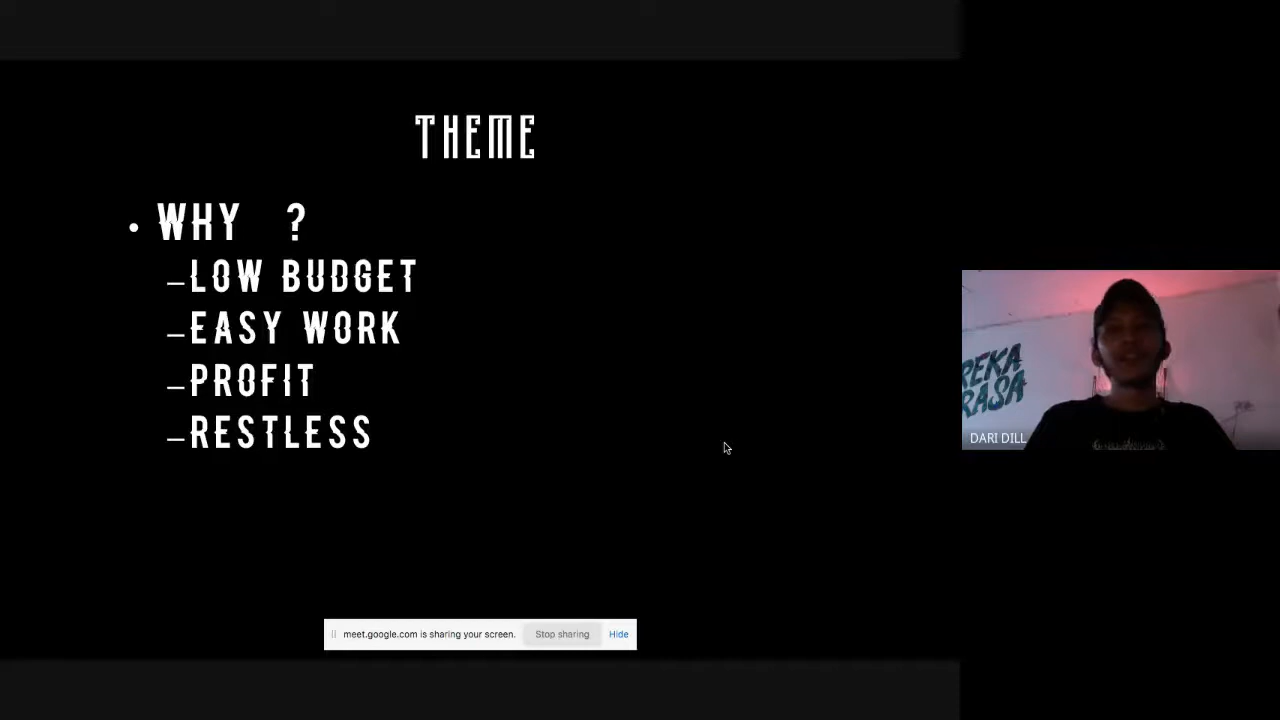 THEME
• WHY ?
–LOW BUDGET
–EASY WORK
–PROFIT
–RESTLESS
REKA
RASA
DARI DILL
meet.google.com is sharing your screen. Stop sharing Hide